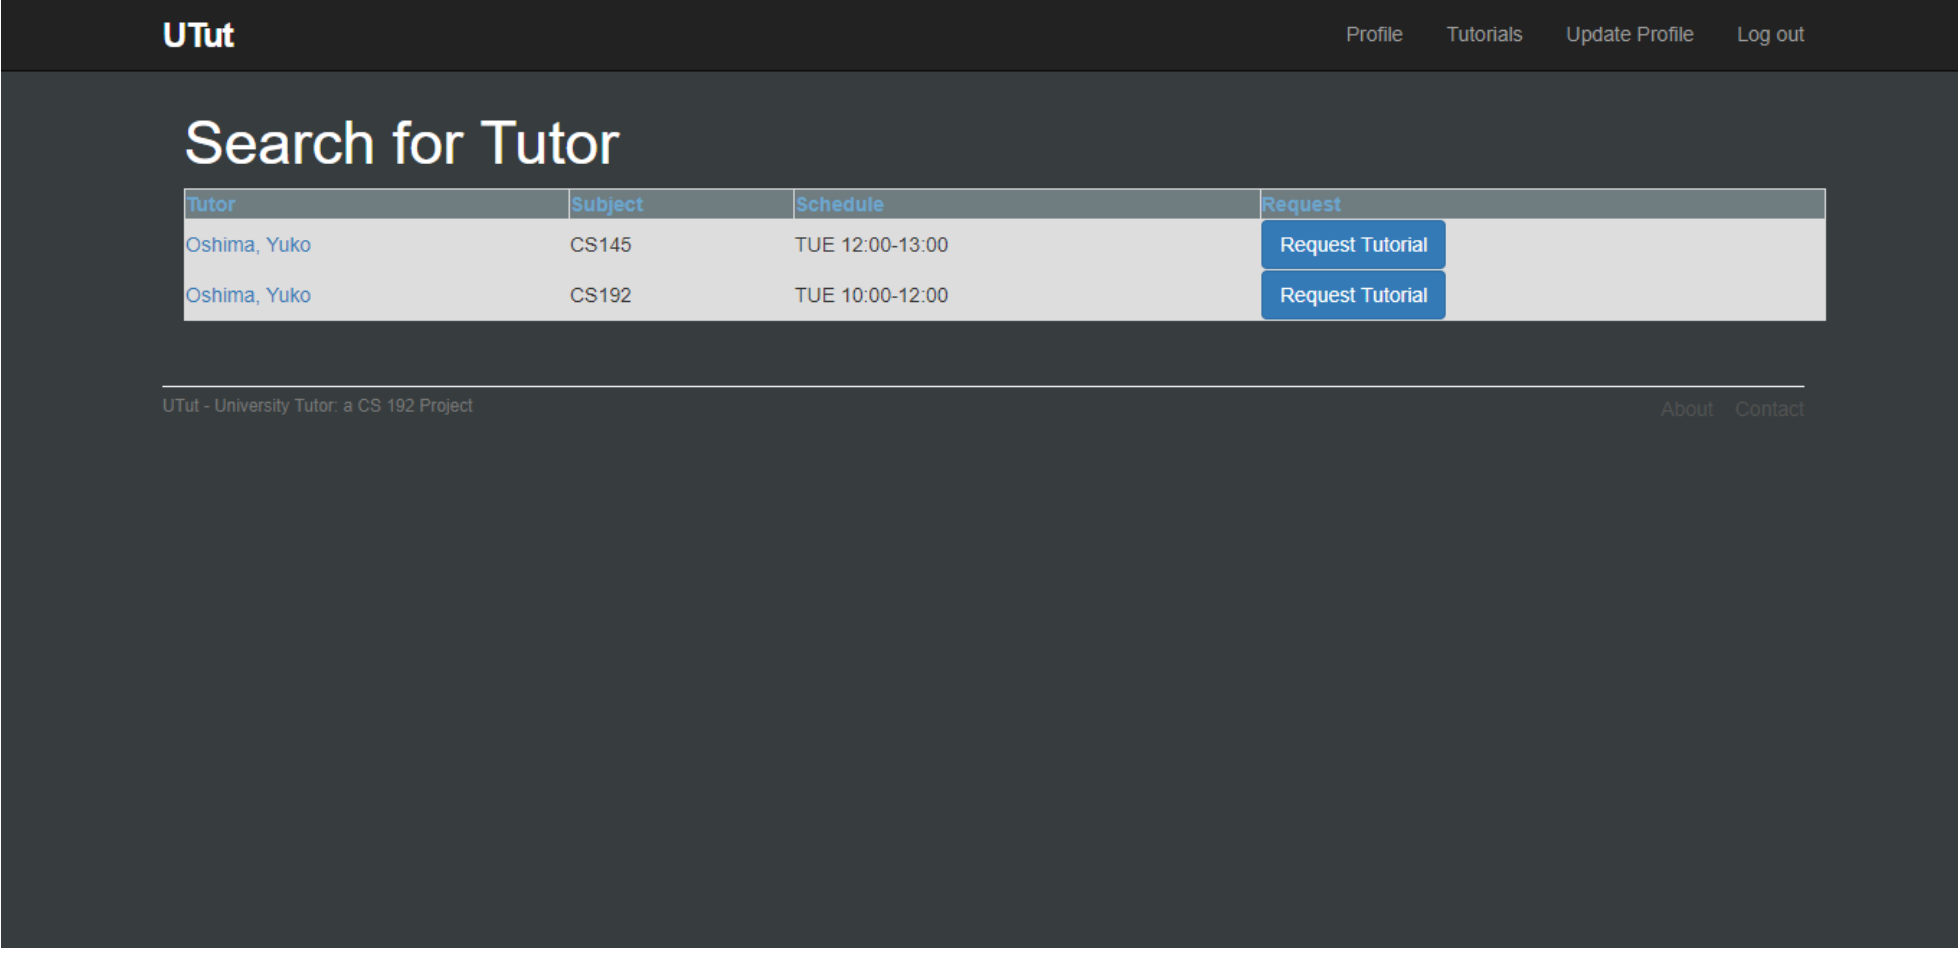 UTut Profile Tutorials Update Profile Log out
Search for Tutor
Tutor Subject Schedule Request
Oshima, Yuko CS145 TUE 12:00-13:00 Request Tutorial
Oshima, Yuko CS192 TUE 10:00-12:00 Request Tutorial
UTut - University Tutor: a CS 192 Project About Contact